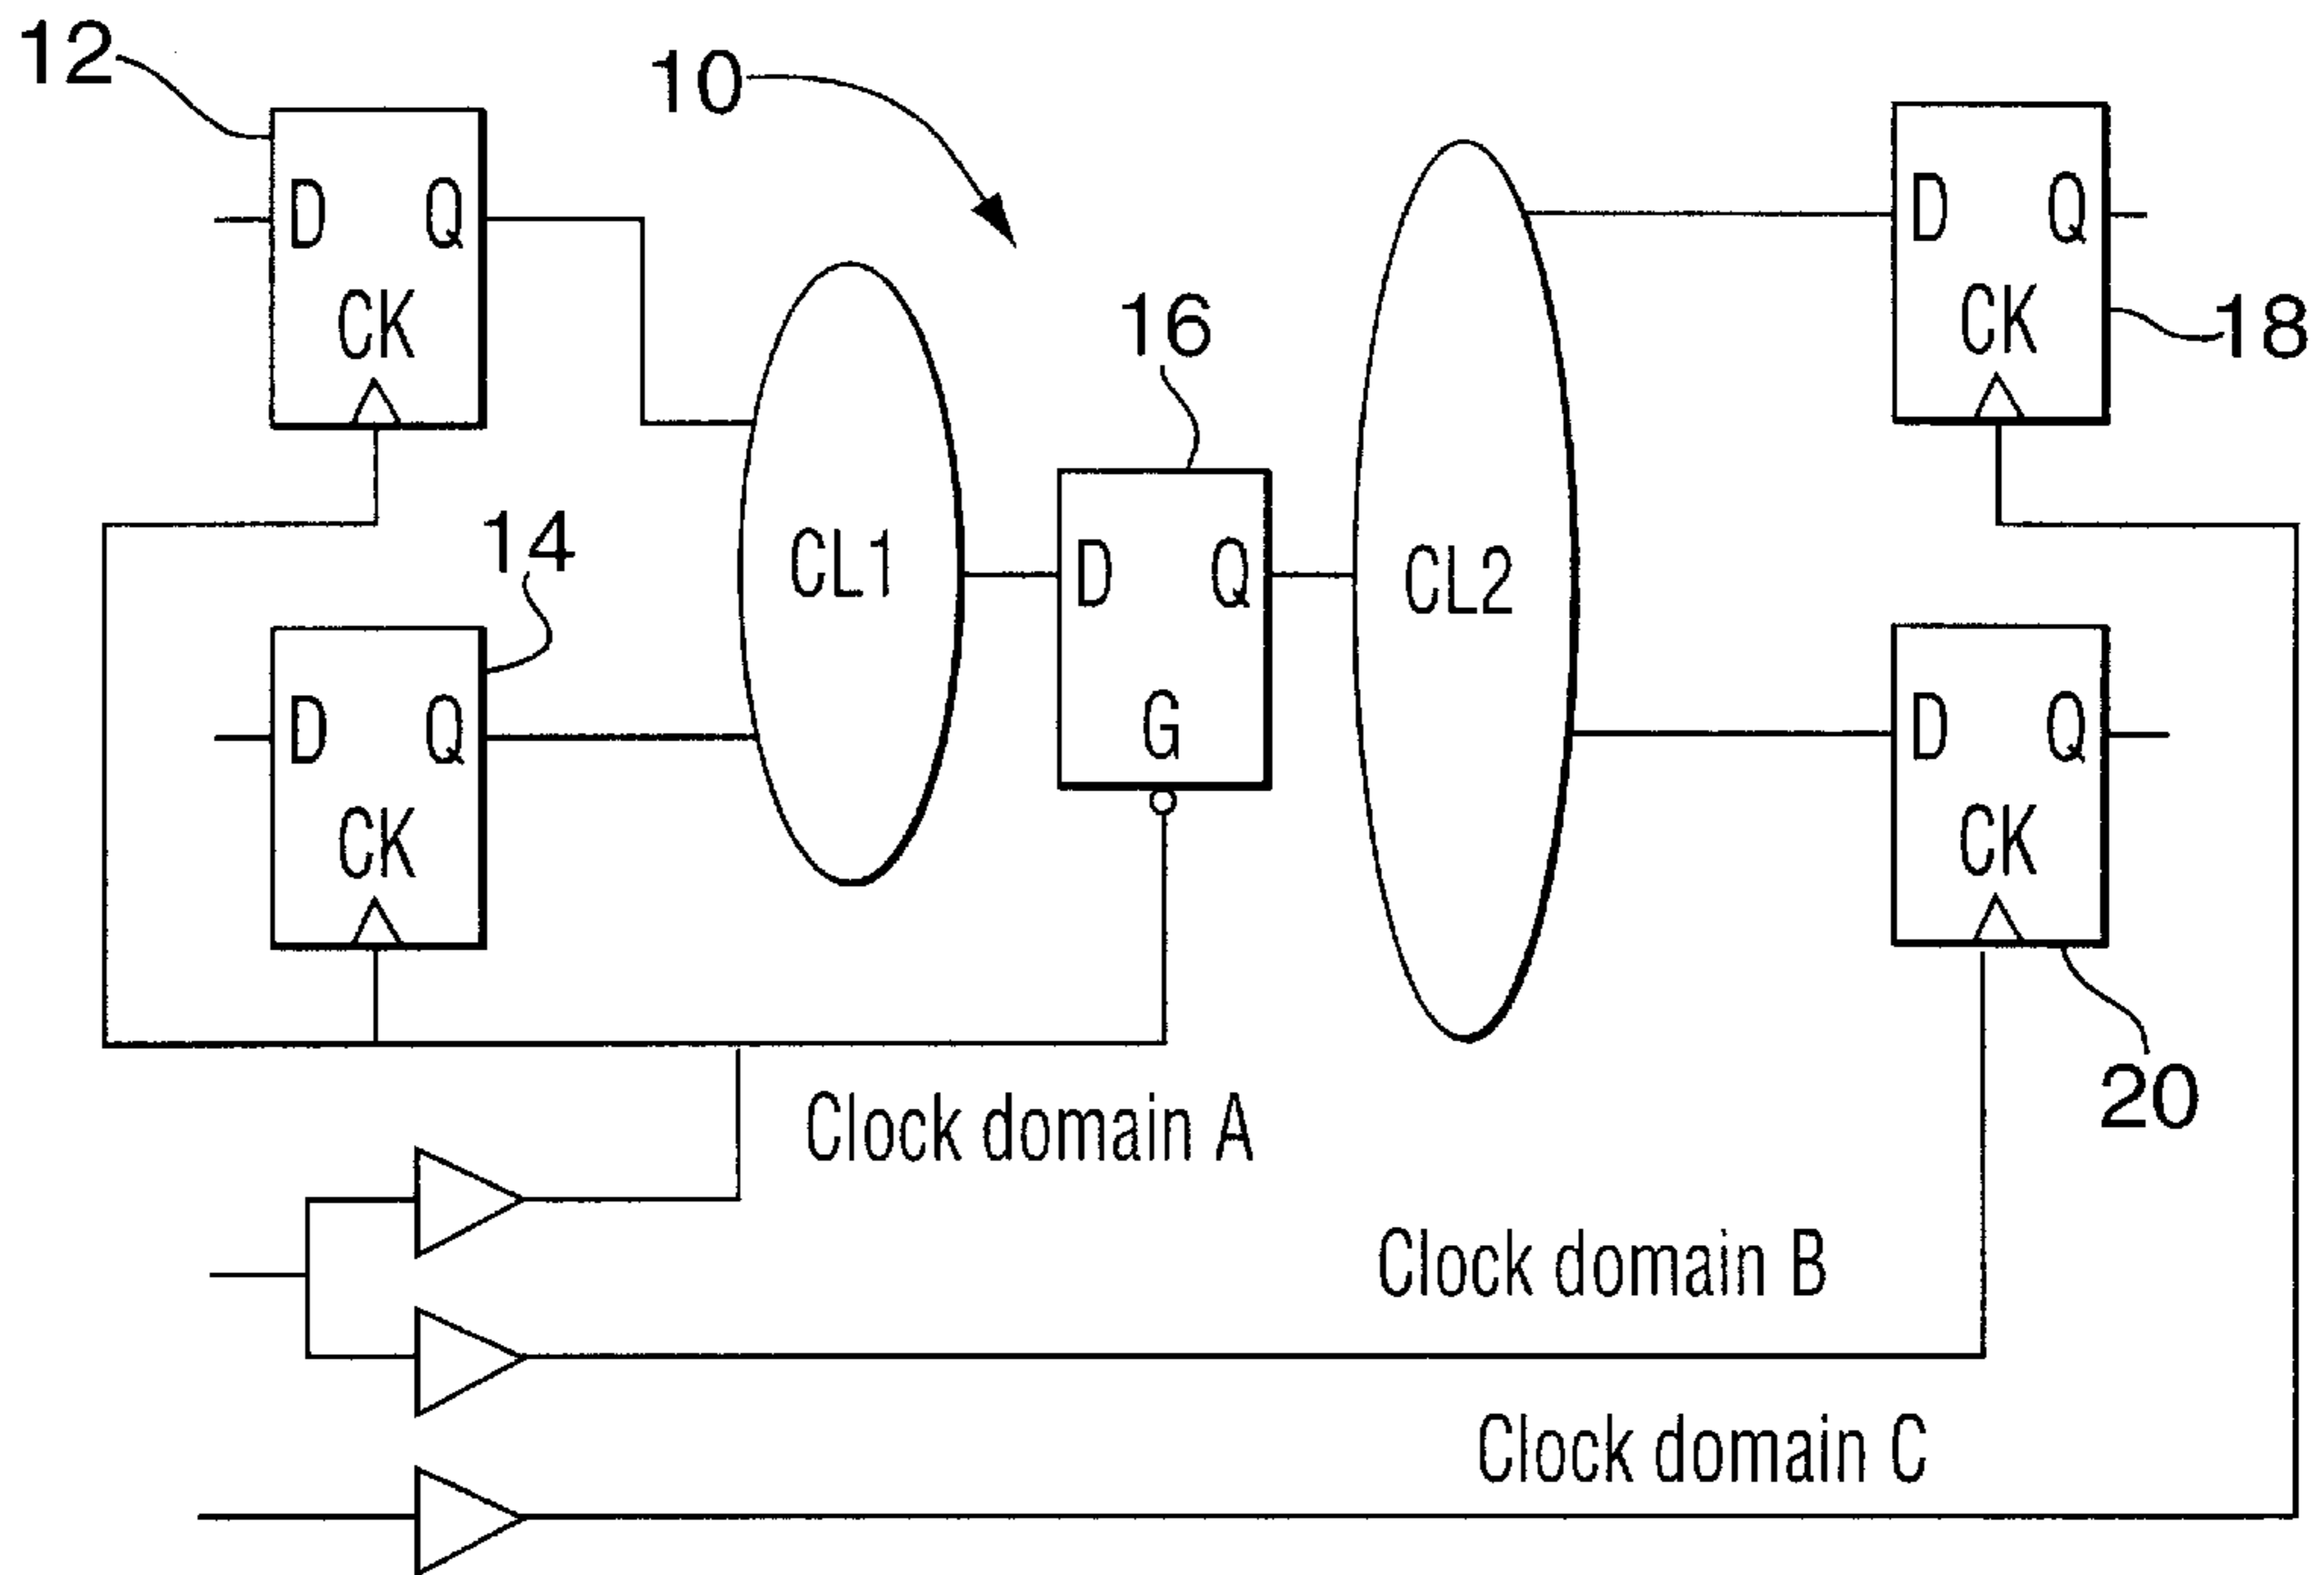 12
10
D Q
CK
D Q
CK
18
16
14
CL1
D Q
G
CL2
D Q
CK
D Q
CK
20
Clock domain A
Clock domain B
Clock domain C